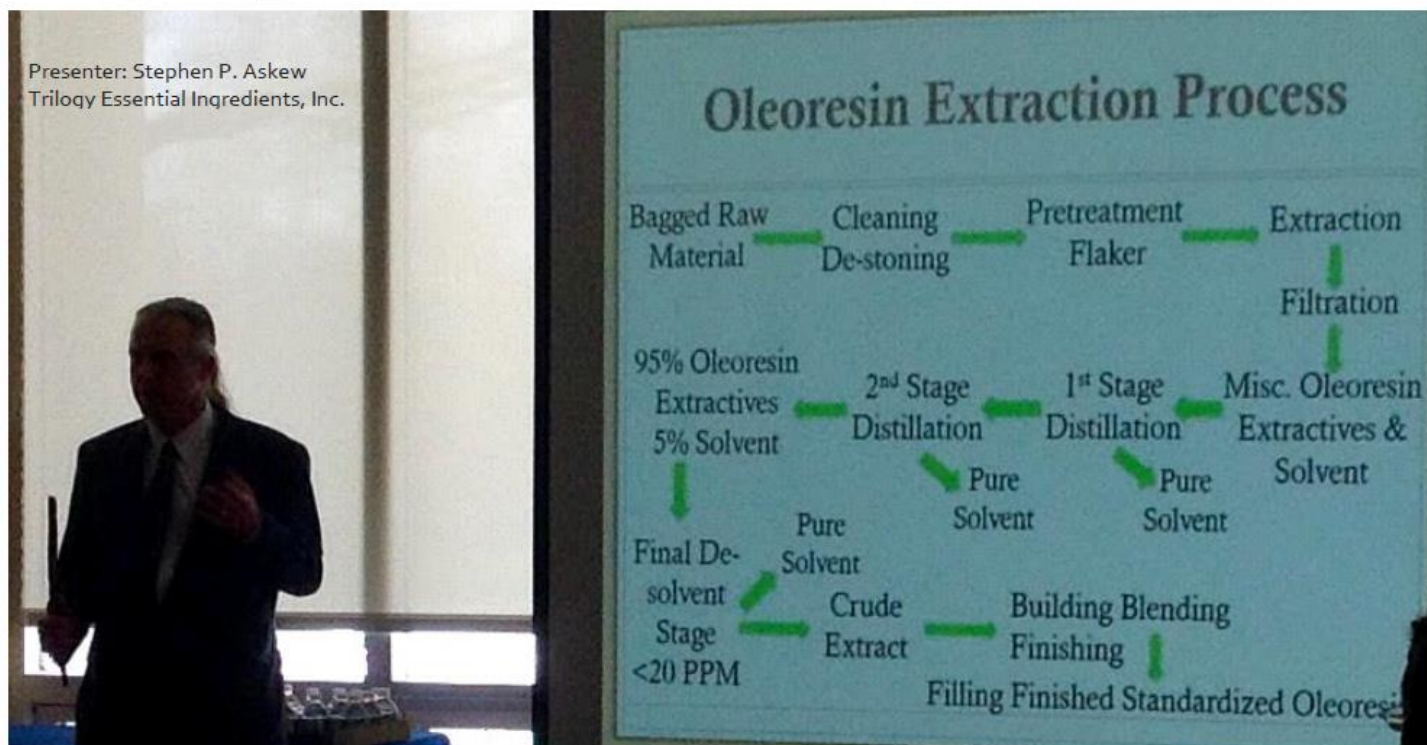 Presenter: Stephen P. Askew
Trilogy Essential Ingredients, Inc.
Oleoresin Extraction Process
Bagged Raw
Material
Cleaning
De-stoning
Pretreatment
Flaker
Extraction
Filtration
Misc. Oleoresin
Extractives &
Solvent
1st Stage
Distillation
Pure
Solvent
2nd Stage
Distillation
Pure
Solvent
95% Oleoresin
Extractives
5% Solvent
Final De-
solvent
Stage
<20 PPM
Pure
Solvent
Crude
Extract
Building Blending
Finishing
Filling Finished Standardized